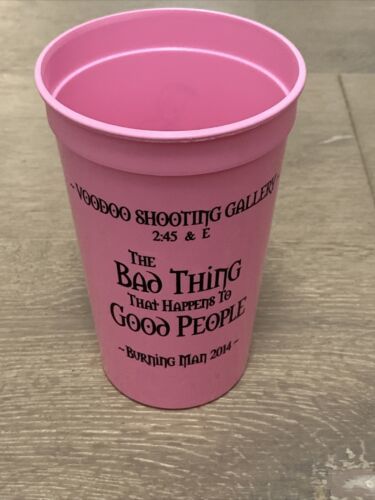 - VOODOO SHOOTING GALLERY -
2:45 & E
THE
BAD THING
THAT HAPPENS TO
GOOD PEOPLE
- BURNING MAN 2014 -